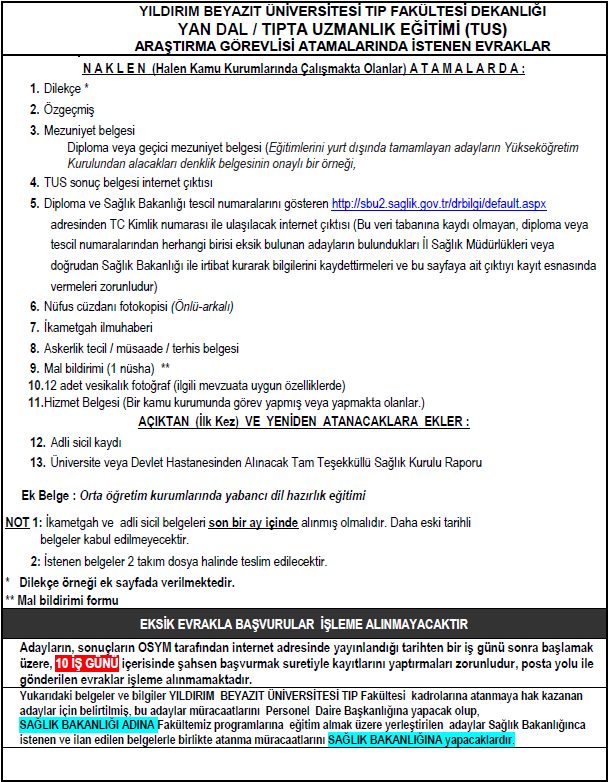 YILDIRIM BEYAZIT ÜNİVERSİTESİ TIP FAKÜLTESİ DEKANLIĞI
YAN DAL / TIPTA UZMANLIK EĞİTİMİ (TUS)
ARAŞTIRMA GÖREVLİSİ ATAMALARINDA İSTENEN EVRAKLAR
N A K L E N (Halen Kamu Kurumlarında Çalışmakta Olanlar) A T A M A L A R D A :
1. Dilekçe *
2. Özgeçmiş
3. Mezuniyet belgesi
Diploma veya geçici mezuniyet belgesi (Eğitimlerini yurt dışında tamamlayan adayların Yükseköğretim
Kurulundan alacakları denklik belgesinin onaylı bir örneği,
4. TUS sonuç belgesi internet çıktısı
5. Diploma ve Sağlık Bakanlığı tescil numaralarını gösteren http://sbu2.saglik.gov.tr/drbilgi/default.aspx
adresinden TC Kimlik numarası ile ulaşılacak internet çıktısı (Bu veri tabanına kaydı olmayan, diploma veya
tescil numaralarından herhangi birisi eksik bulunan adayların bulundukları İl Sağlık Müdürlükleri veya
doğrudan Sağlık Bakanlığı ile irtibat kurarak bilgilerini kaydettirmeleri ve bu sayfaya ait çıktıyı kayıt esnasında
vermeleri zorunludur)
6. Nüfus cüzdanı fotokopisi (Önlü-arkalı)
7. İkametgah ilmuhaberi
8. Askerlik tecil / müsaade / terhis belgesi
9. Mal bildirimi (1 nüsha) **
10.12 adet vesikalık fotoğraf (ilgili mevzuata uygun özelliklerde)
11.Hizmet Belgesi (Bir kamu kurumunda görev yapmış veya yapmakta olanlar.)
AÇIKTAN (İlk Kez) VE YENİDEN ATANACAKLARA EKLER :
12. Adli sicil kaydı
13. Üniversite veya Devlet Hastanesinden Alınacak Tam Teşekküllü Sağlık Kurulu Raporu
Ek Belge : Orta öğretim kurumlarında yabancı dil hazırlık eğitimi
NOT 1: İkametgah ve adli sicil belgeleri son bir ay içinde alınmış olmalıdır. Daha eski tarihli
belgeler kabul edilmeyecektir.
2: İstenen belgeler 2 takım dosya halinde teslim edilecektir.
* Dilekçe örneği ek sayfada verilmektedir.
** Mal bildirimi formu
EKSİK EVRAKLA BAŞVURULAR İŞLEME ALINMAYACAKTIR
Adayların, sonuçların OSYM tarafından internet adresinde yayınlandığı tarihten bir iş günü sonra başlamak
üzere, 10 İŞ GÜNÜ içerisinde şahsen başvurmak suretiyle kayıtlarını yaptırmaları zorunludur, posta yolu ile
gönderilen evraklar işleme alınmamaktadır.
Yukarıdaki belgeler ve bilgiler YILDIRIM BEYAZIT ÜNİVERSİTESİ TIP Fakültesi kadrolarına atanmaya hak kazanan
adaylar için belirtilmiş, bu adaylar müracaatlarını Personel Daire Başkanlığına yapacak olup,
SAĞLIK BAKANLIĞI ADINA Fakültemiz programlarına eğitim almak üzere yerleştirilen adaylar Sağlık Bakanlığınca
istenen ve ilan edilen belgelerle birlikte atanma müracaatlarını SAĞLIK BAKANLIĞINA yapacaklardır.